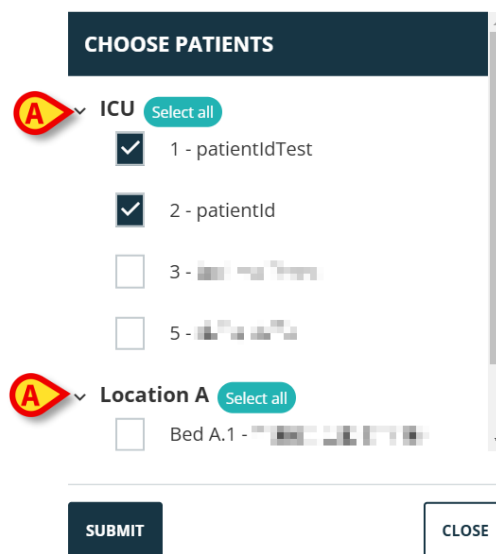 CHOOSE PATIENTS
A ICU Select all
1 - patientIdTest
2 - patientId
3 -
5 -
A Location A Select all
Bed A.1 -
SUBMIT CLOSE